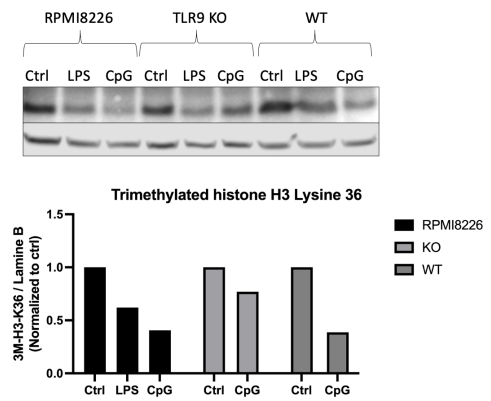 RPMI8226 TLR9 KO WT
Ctrl LPS CpG Ctrl LPS CpG Ctrl LPS CpG
Trimethylated histone H3 Lysine 36
3M-H3-K36 / Lamine B
(Normalized to ctrl)
1.5
1.0
0.5
0.0
Ctrl LPS CpG Ctrl CpG Ctrl CpG
RPMI8226
KO
WT